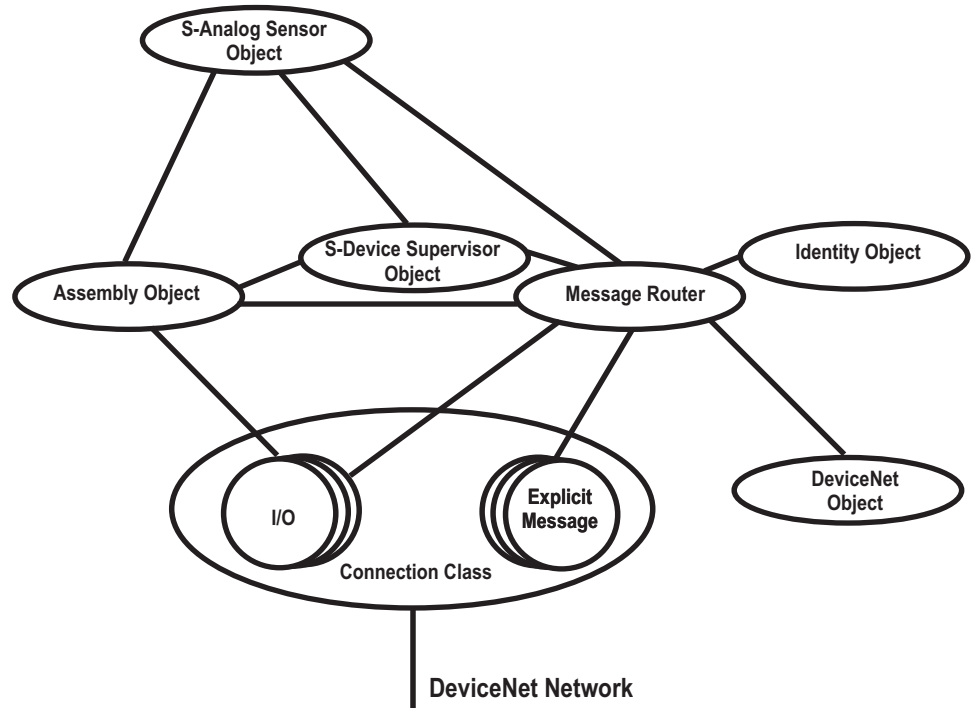 S-Analog Sensor
Object
S-Device Supervisor
Object
Identity Object
Assembly Object
Message Router
DeviceNet
Object
I/O
Explicit
Message
Connection Class
DeviceNet Network